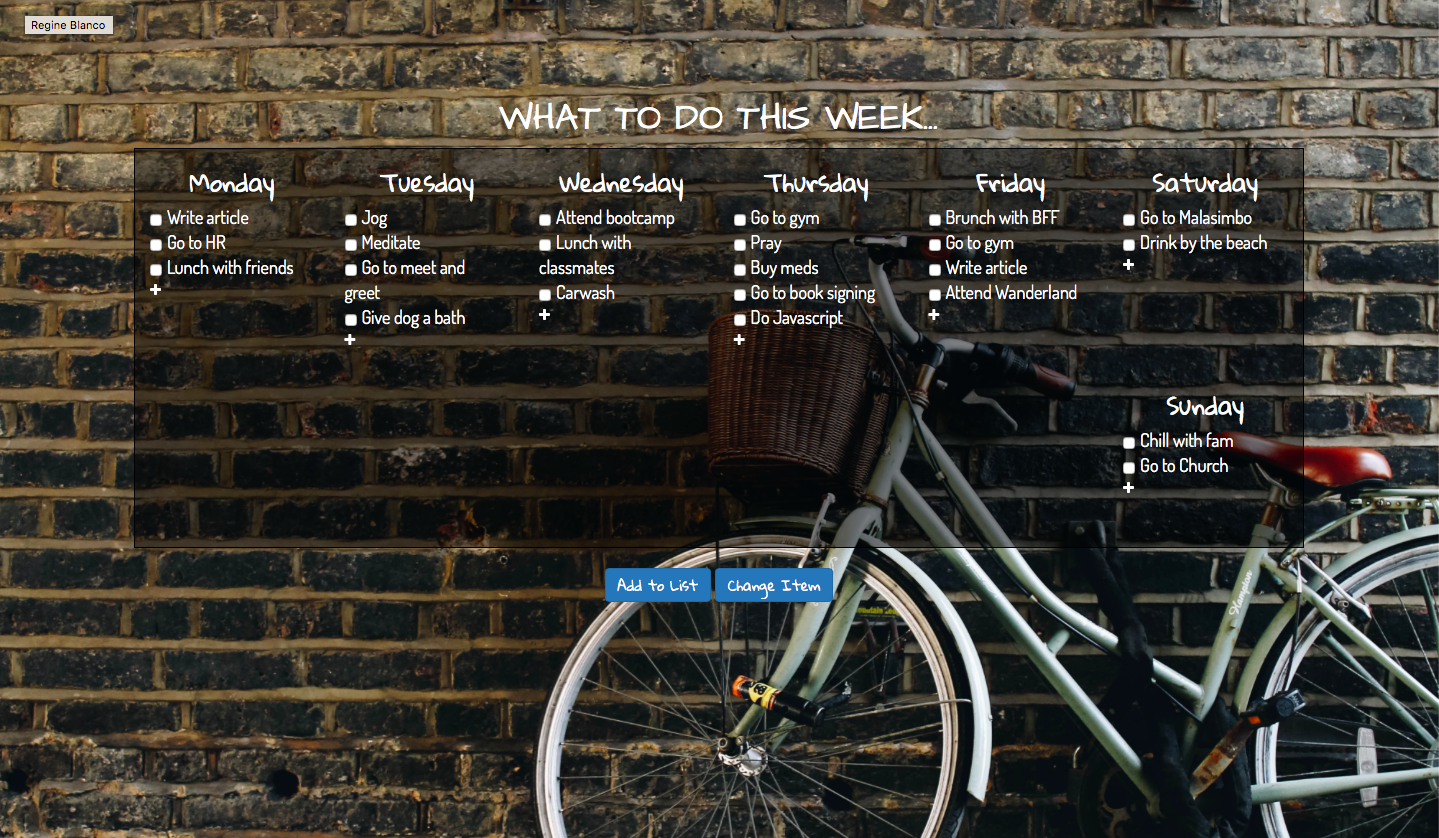 Regine Blanco
WHAT TO DO THIS WEEK...
Monday
Write article
Go to HR
Lunch with friends
+
Tuesday
Jog
Meditate
Go to meet and
greet
Give dog a bath
+
Wednesday
Attend bootcamp
Lunch with
classmates
Carwash
+
Thursday
Go to gym
Pray
Buy meds
Go to book signing
Do Javascript
+
Friday
Brunch with BFF
Go to gym
Write article
Attend Wanderland
+
Saturday
Go to Malasimbo
Drink by the beach
+
Sunday
Chill with fam
Go to Church
+
Add to List
Change Item
Hampton